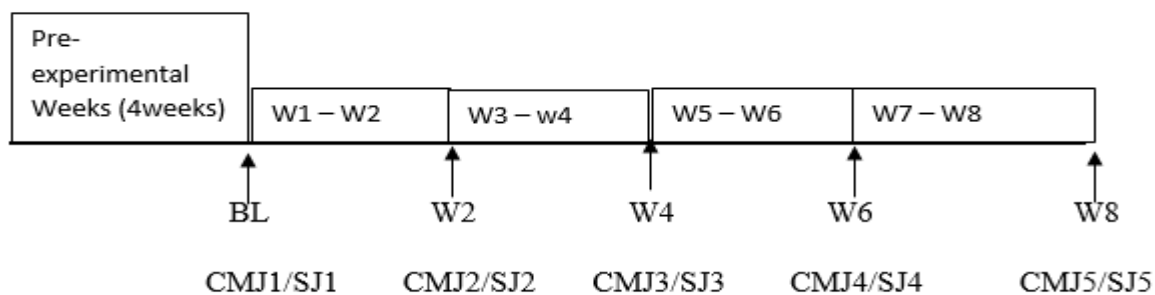 Pre-
experimental
Weeks (4weeks)
W1 – W2
W3 – w4
W5 – W6
W7 – W8
BL
W2
W4
W6
W8
CMJ1/SJ1
CMJ2/SJ2
CMJ3/SJ3
CMJ4/SJ4
CMJ5/SJ5